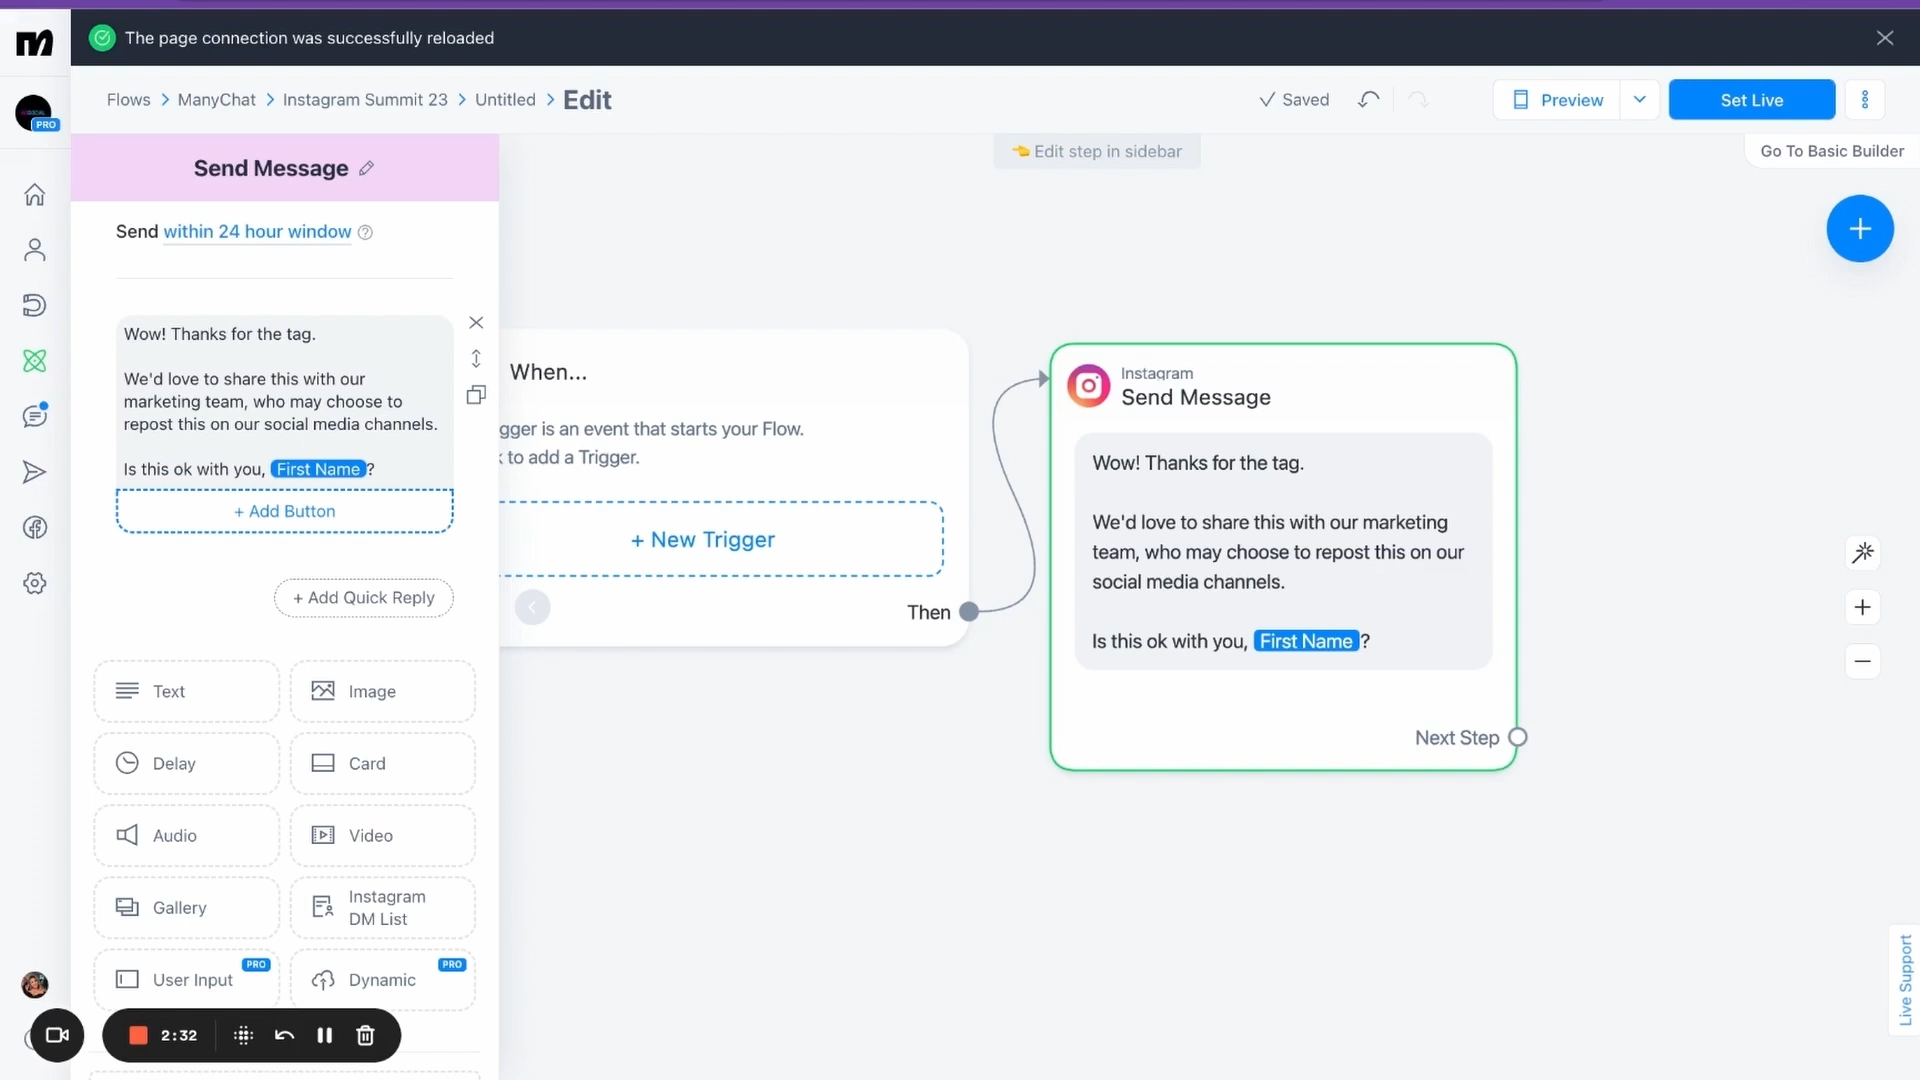 The page connection was successfully reloaded
PRO
Flows > ManyChat > Instagram Summit 23 > Untitled > Edit
Saved
Preview
Set Live
Send Message
Edit step in sidebar
Go To Basic Builder
Send within 24 hour window
Wow! Thanks for the tag.
We'd love to share this with our
marketing team, who may choose to
repost this on our social media channels.
Is this ok with you, First Name ?
+ Add Button
+ Add Quick Reply
Text
Image
Delay
Card
Audio
Video
Gallery
Instagram
DM List
User Input
PRO
Dynamic
PRO
2:32
When...
gger is an event that starts your Flow.
to add a Trigger.
+ New Trigger
Then
Instagram
Send Message
Wow! Thanks for the tag.
We'd love to share this with our marketing
team, who may choose to repost this on our
social media channels.
Is this ok with you, First Name ?
Next Step
Live Support